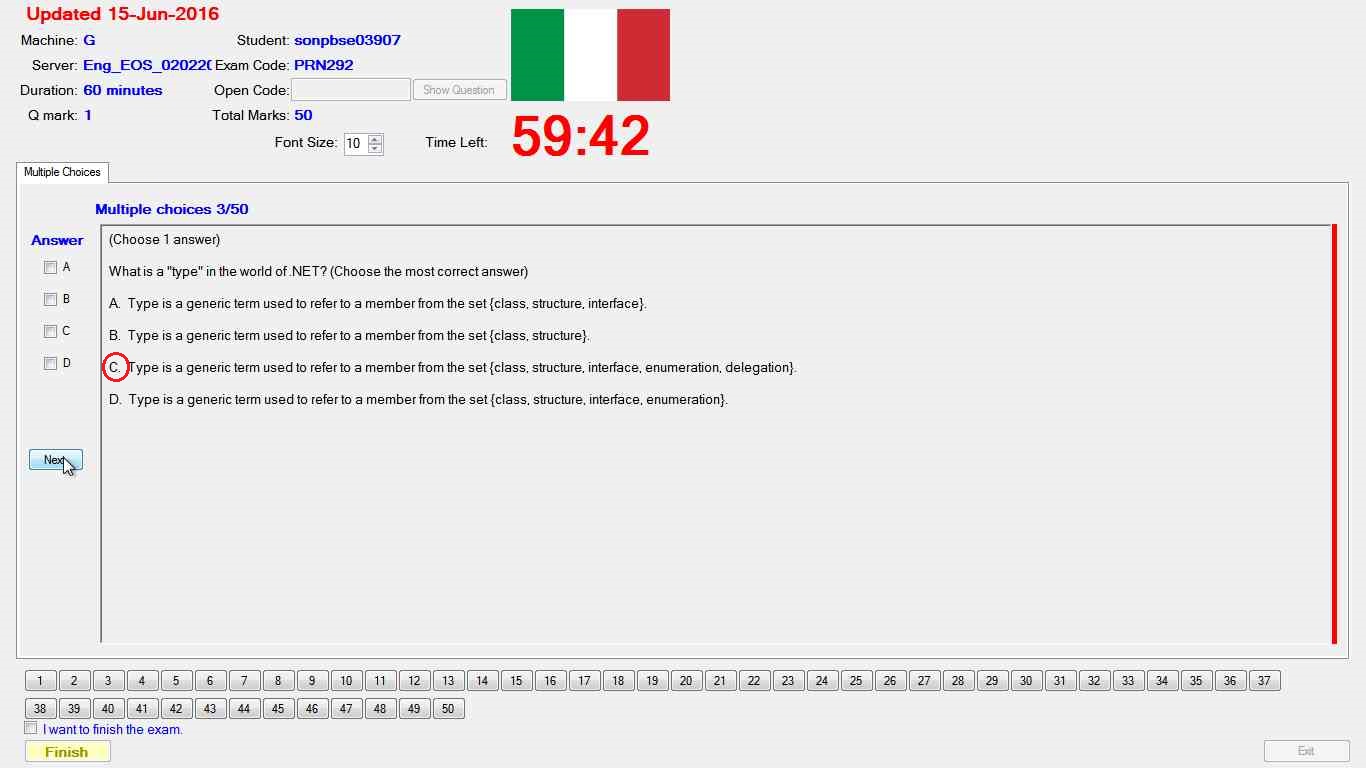 Updated 15-Jun-2016
Machine: G Student: sonpbse03907
Server: Eng_EOS_02022( Exam Code: PRN292
Duration: 60 minutes Open Code: Show Question
Q mark: 1 Total Marks: 50
Font Size: 10 Time Left: 59:42
Multiple Choices
Multiple choices 3/50
Answer
(Choose 1 answer)
A
What is a "type" in the world of .NET? (Choose the most correct answer)
B
A. Type is a generic term used to refer to a member from the set {class, structure, interface}.
C
B. Type is a generic term used to refer to a member from the set {class, structure}.
D
C. Type is a generic term used to refer to a member from the set {class, structure, interface, enumeration, delegation}.
D. Type is a generic term used to refer to a member from the set {class, structure, interface, enumeration}.
Next
1 2 3 4 5 6 7 8 9 10 11 12 13 14 15 16 17 18 19 20 21 22 23 24 25 26 27 28 29 30 31 32 33 34 35 36 37
38 39 40 41 42 43 44 45 46 47 48 49 50
I want to finish the exam.
Finish Exit